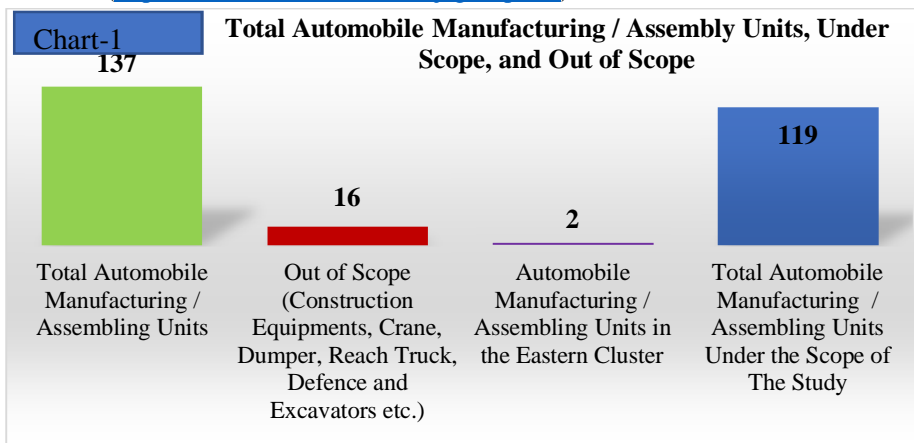 Chart-1
Total Automobile Manufacturing / Assembly Units, Under
Scope, and Out of Scope
137
16
2
119
Total Automobile
Manufacturing /
Assembling Units
Out of Scope
(Construction
Equipments, Crane,
Dumper, Reach Truck,
Defence and
Excavators etc.)
Automobile
Manufacturing /
Assembling Units in
the Eastern Cluster
Total Automobile
Manufacturing /
Assembling Units
Under the Scope of
The Study